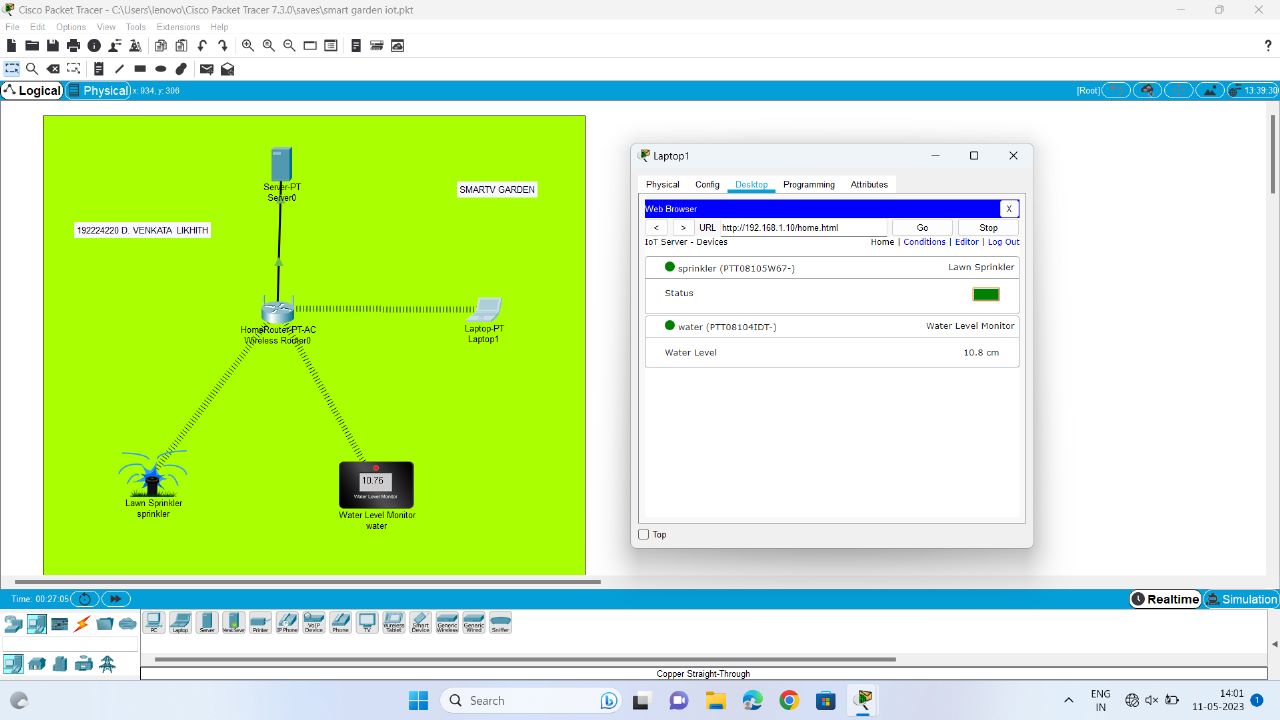 Cisco Packet Tracer - C:\Users\lenovo\Cisco Packet Tracer 7.3.0\saves\smart garden iot.pkt
File Edit Options View Tools Extensions Help
?
Logical Physical x: 934, y: 306 [Root] 13:39:30
Server-PT
Server0
SMARTV GARDEN
192224220 D. VENKATA LIKHITH
HomeRouter-PT-AC
Wireless Router0
Laptop-PT
Laptop1
Lawn Sprinkler
sprinkler
10.76
Water Level Monitor
Water Level Monitor
water
Laptop1
Physical Config Desktop Programming Attributes
Web Browser X
< > URL http://192.168.1.10/home.html Go Stop
IoT Server - Devices Home | Conditions | Editor | Log Out
sprinkler (PTT08105W67-) Lawn Sprinkler
Status
water (PTT08104IDT-) Water Level Monitor
Water Level 10.8 cm
Top
Time: 00:27:05 Realtime Simulation
PC Laptop Server Printer IP Phone VoIP Device Phone TV Wireless Tablet Smart Device Generic Wireless Generic Wired Sniffer
Copper Straight-Through
Search
ENG
IN
14:01
11-05-2023
1